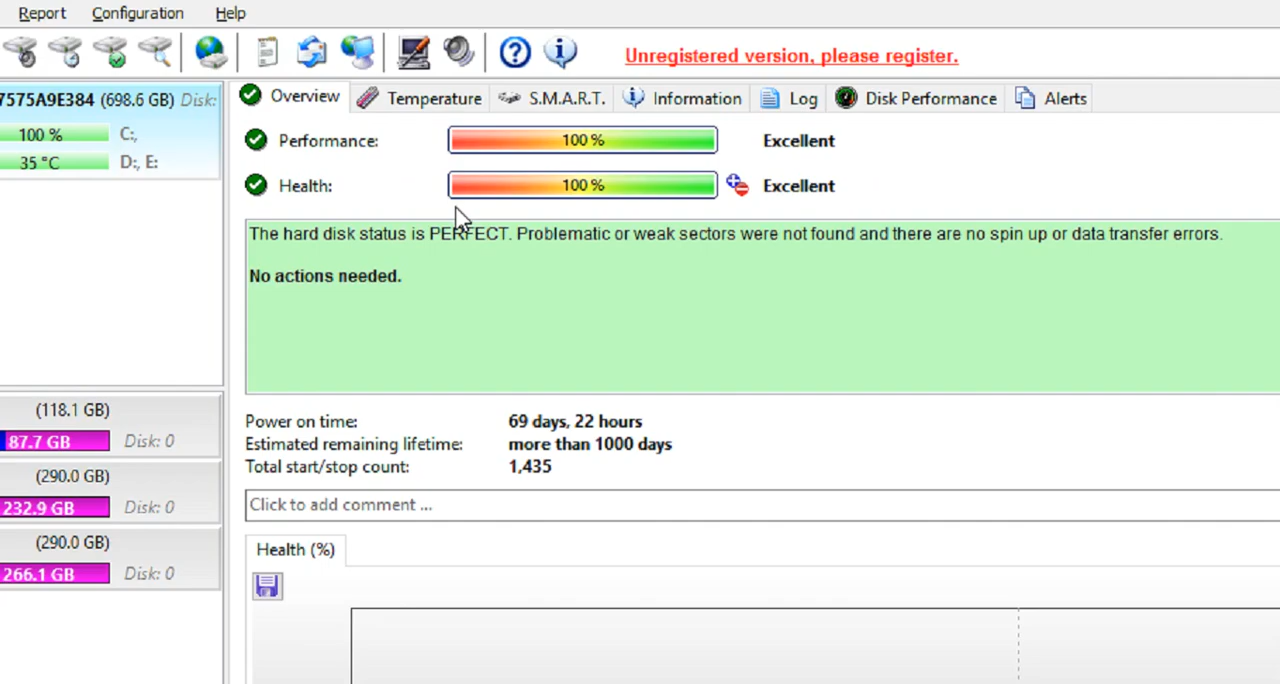 Report Configuration Help
Unregistered version, please register.
7575A9E384 (698.6 GB) Disk:
100 % C:,
35 °C D:, E:
(118.1 GB)
87.7 GB Disk: 0
(290.0 GB)
232.9 GB Disk: 0
(290.0 GB)
266.1 GB Disk: 0
Overview Temperature S.M.A.R.T. Information Log Disk Performance Alerts
Performance: 100 % Excellent
Health: 100 % Excellent
The hard disk status is PERFECT. Problematic or weak sectors were not found and there are no spin up or data transfer errors.
No actions needed.
Power on time: 69 days, 22 hours
Estimated remaining lifetime: more than 1000 days
Total start/stop count: 1,435
Click to add comment ...
Health (%)